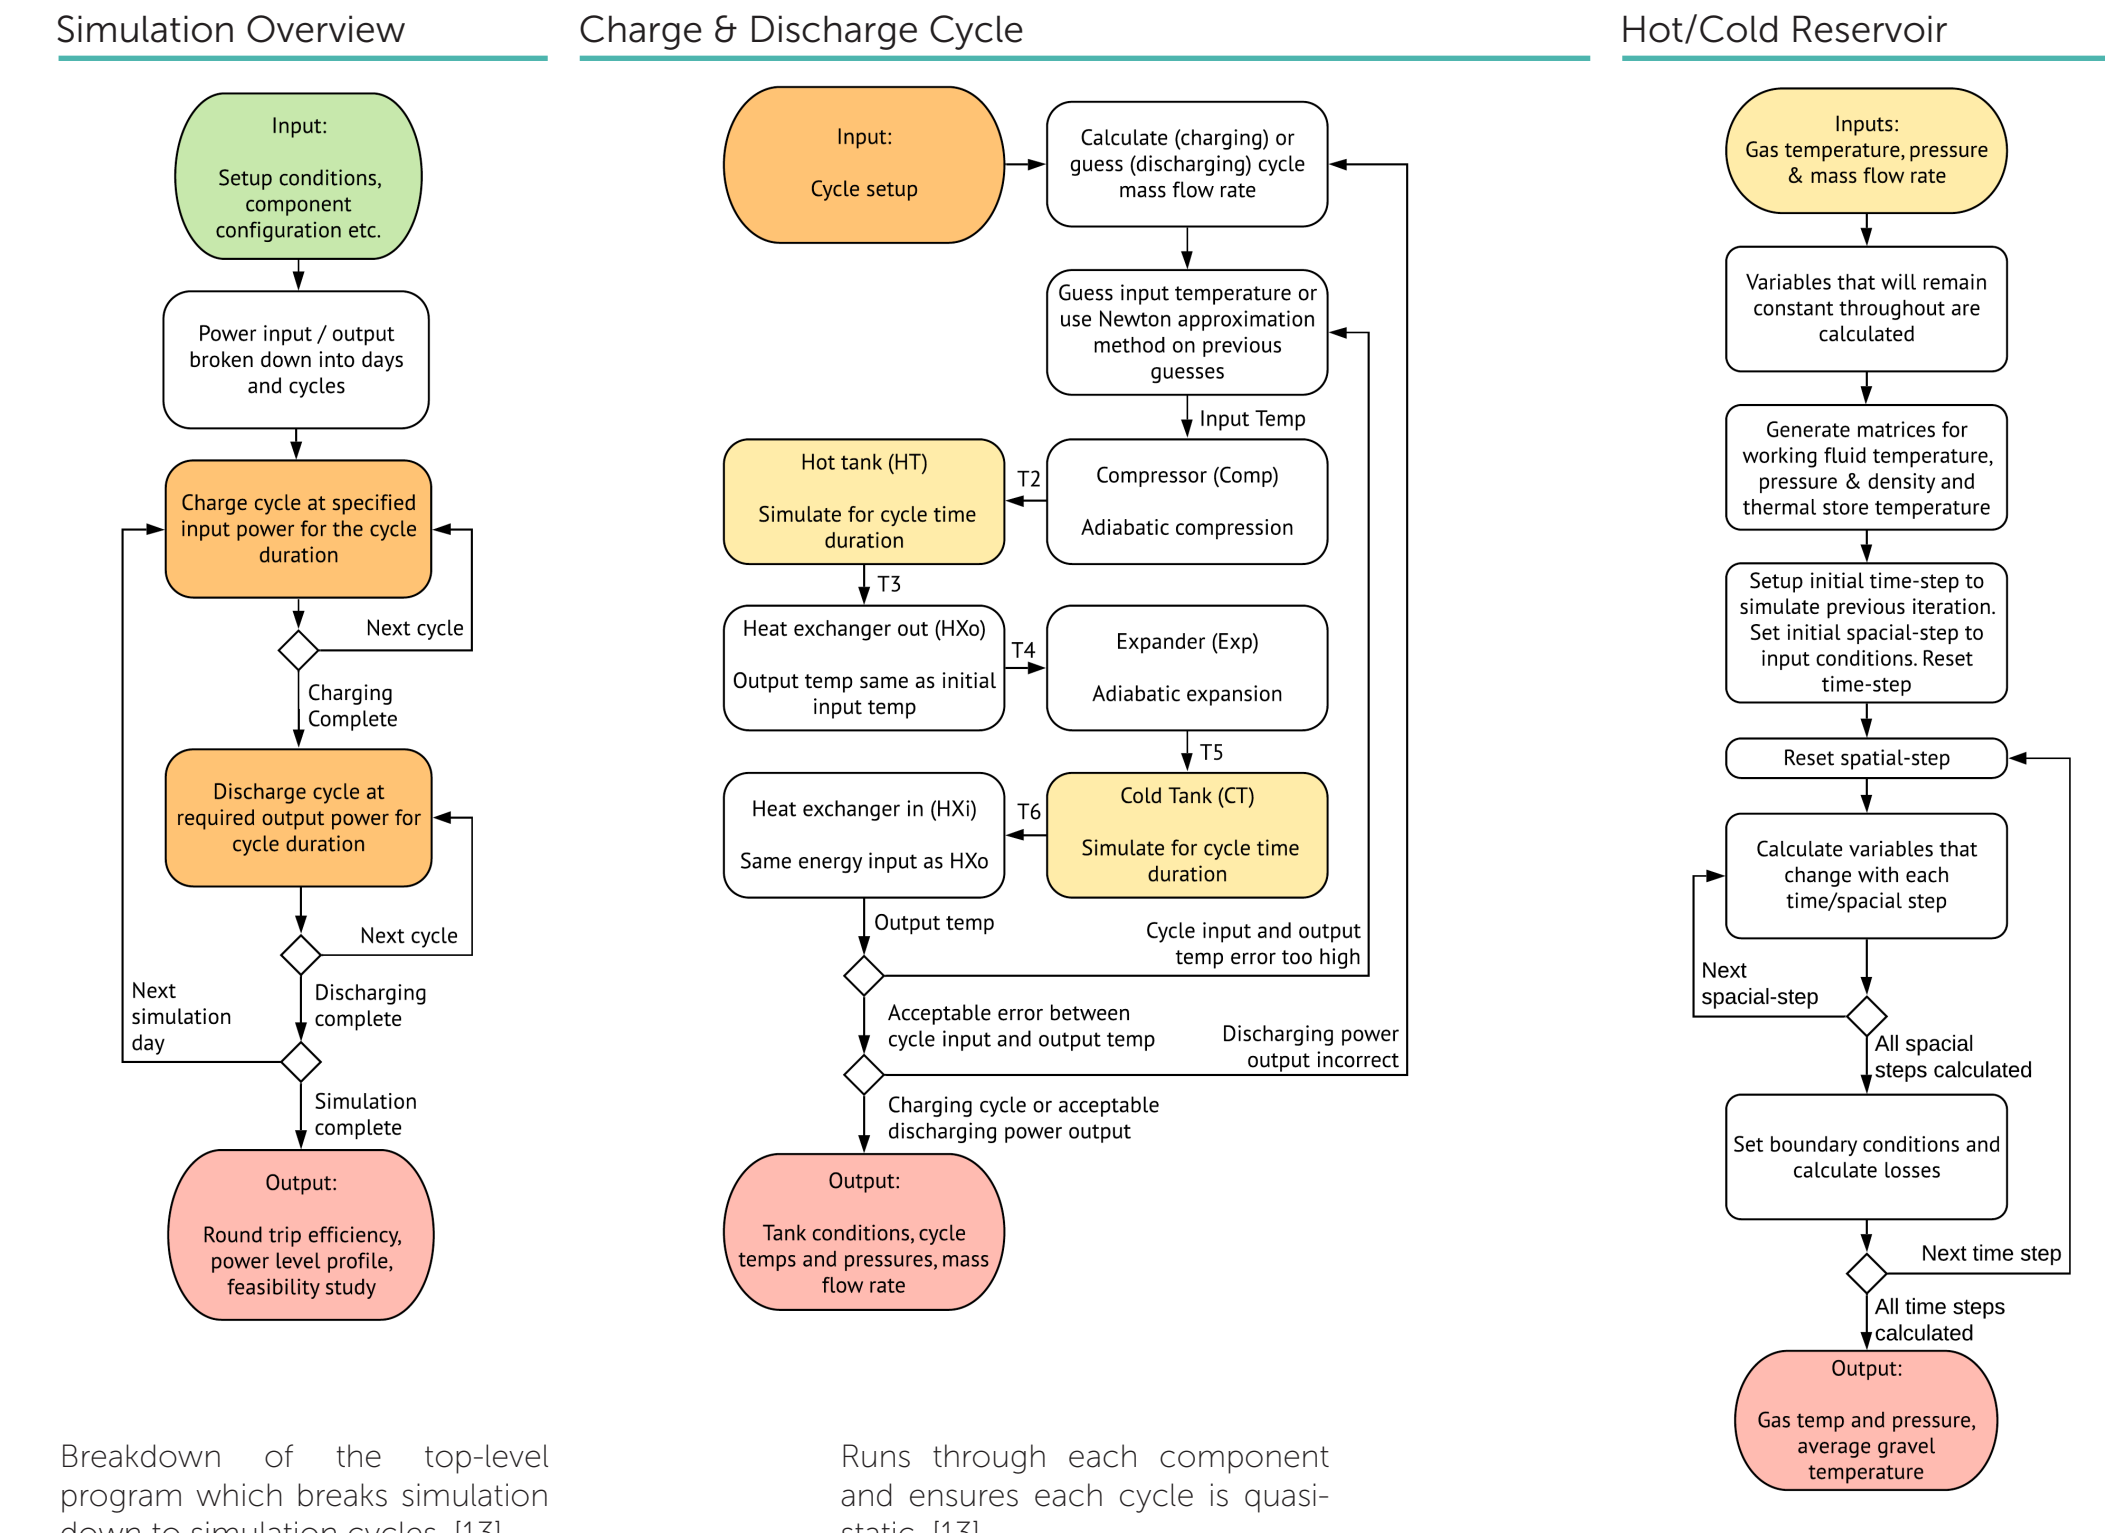 Simulation Overview
Input:
Setup conditions,
component
configuration etc.
Power input / output
broken down into days
and cycles
Charge cycle at specified
input power for the cycle
duration
Next cycle
Charging
Complete
Discharge cycle at
required output power for
cycle duration
Next cycle
Discharging
complete
Next
simulation
day
Simulation
complete
Output:
Round trip efficiency,
power level profile,
feasibility study
Breakdown of the top-level
program which breaks simulation
down to simulation cycles. [13]
Charge & Discharge Cycle
Input:
Cycle setup
Calculate (charging) or
guess (discharging) cycle
mass flow rate
Guess input temperature or
use Newton approximation
method on previous
guesses
Input Temp
Compressor (Comp)
Adiabatic compression
T2
Hot tank (HT)
Simulate for cycle time
duration
T3
Heat exchanger out (HXo)
Output temp same as initial
input temp
T4
Expander (Exp)
Adiabatic expansion
T5
Cold Tank (CT)
Simulate for cycle time
duration
T6
Heat exchanger in (HXi)
Same energy input as HXo
Output temp
Cycle input and output
temp error too high
Acceptable error between
cycle input and output temp
Discharging power
output incorrect
Charging cycle or acceptable
discharging power output
Output:
Tank conditions, cycle
temps and pressures, mass
flow rate
Runs through each component
and ensures each cycle is quasi-
static. [13]
Hot/Cold Reservoir
Inputs:
Gas temperature, pressure
& mass flow rate
Variables that will remain
constant throughout are
calculated
Generate matrices for
working fluid temperature,
pressure & density and
thermal store temperature
Setup initial time-step to
simulate previous iteration.
Set initial spacial-step to
input conditions. Reset
time-step
Reset spatial-step
Calculate variables that
change with each
time/spacial step
Next
spacial-step
All spacial
steps calculated
Set boundary conditions and
calculate losses
Next time step
All time steps
calculated
Output:
Gas temp and pressure,
average gravel
temperature